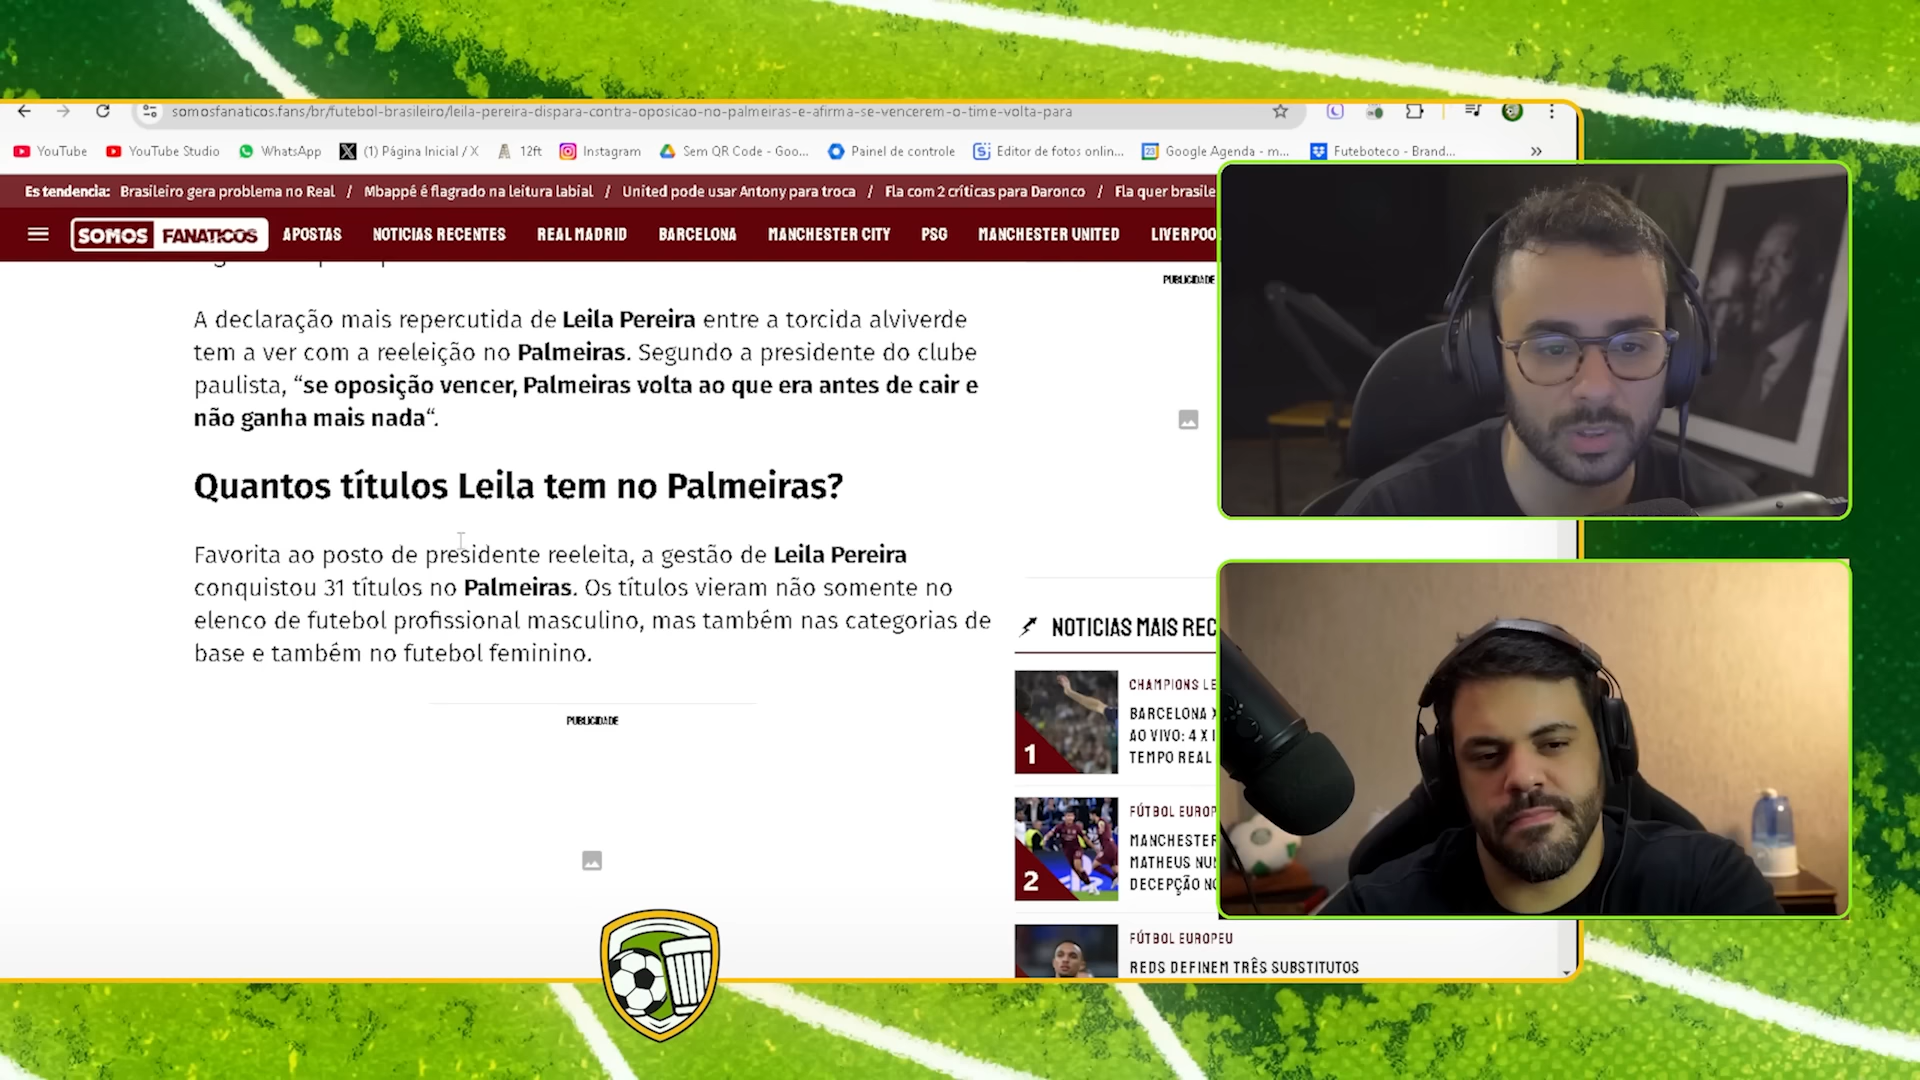 somosfanaticos.fans/br/futebol-brasileiro/leila-pereira-dispara-contra-oposicao-no-palmeiras-e-afirma-se-vencerem-o-time-volta-para
YouTube YouTube Studio WhatsApp (1) Página Inicial / X 12ft Instagram Sem QR Code - Goo... Painel de controle Editor de fotos onlin... Google Agenda - m... Futeboteco - Brand... »
Es tendencia: Brasileiro gera problema no Real / Mbappé é flagrado na leitura labial / United pode usar Antony para troca / Fla com 2 críticas para Daronco / Fla quer brasile
SOMOS FANATICOS APOSTAS NOTICIAS RECENTES REAL MADRID BARCELONA MANCHESTER CITY PSG MANCHESTER UNITED LIVERPOO
PUBLICIDADE
A declaração mais repercutida de Leila Pereira entre a torcida alviverde
tem a ver com a reeleição no Palmeiras. Segundo a presidente do clube
paulista, “se oposição vencer, Palmeiras volta ao que era antes de cair e
não ganha mais nada“.
Quantos títulos Leila tem no Palmeiras?
Favorita ao posto de presidente reeleita, a gestão de Leila Pereira
conquistou 31 títulos no Palmeiras. Os títulos vieram não somente no
elenco de futebol profissional masculino, mas também nas categorias de
base e também no futebol feminino.
PUBLICIDADE
NOTICIAS MAIS REC
1
CHAMPIONS LE
BARCELONA X
AO VIVO: 4 X
TEMPO REAL
2
FÚTBOL EUROP
MANCHESTER
MATHEUS NU
DECEPÇÃO NO
FÚTBOL EUROPEU
REDS DEFINEM TRÊS SUBSTITUTOS